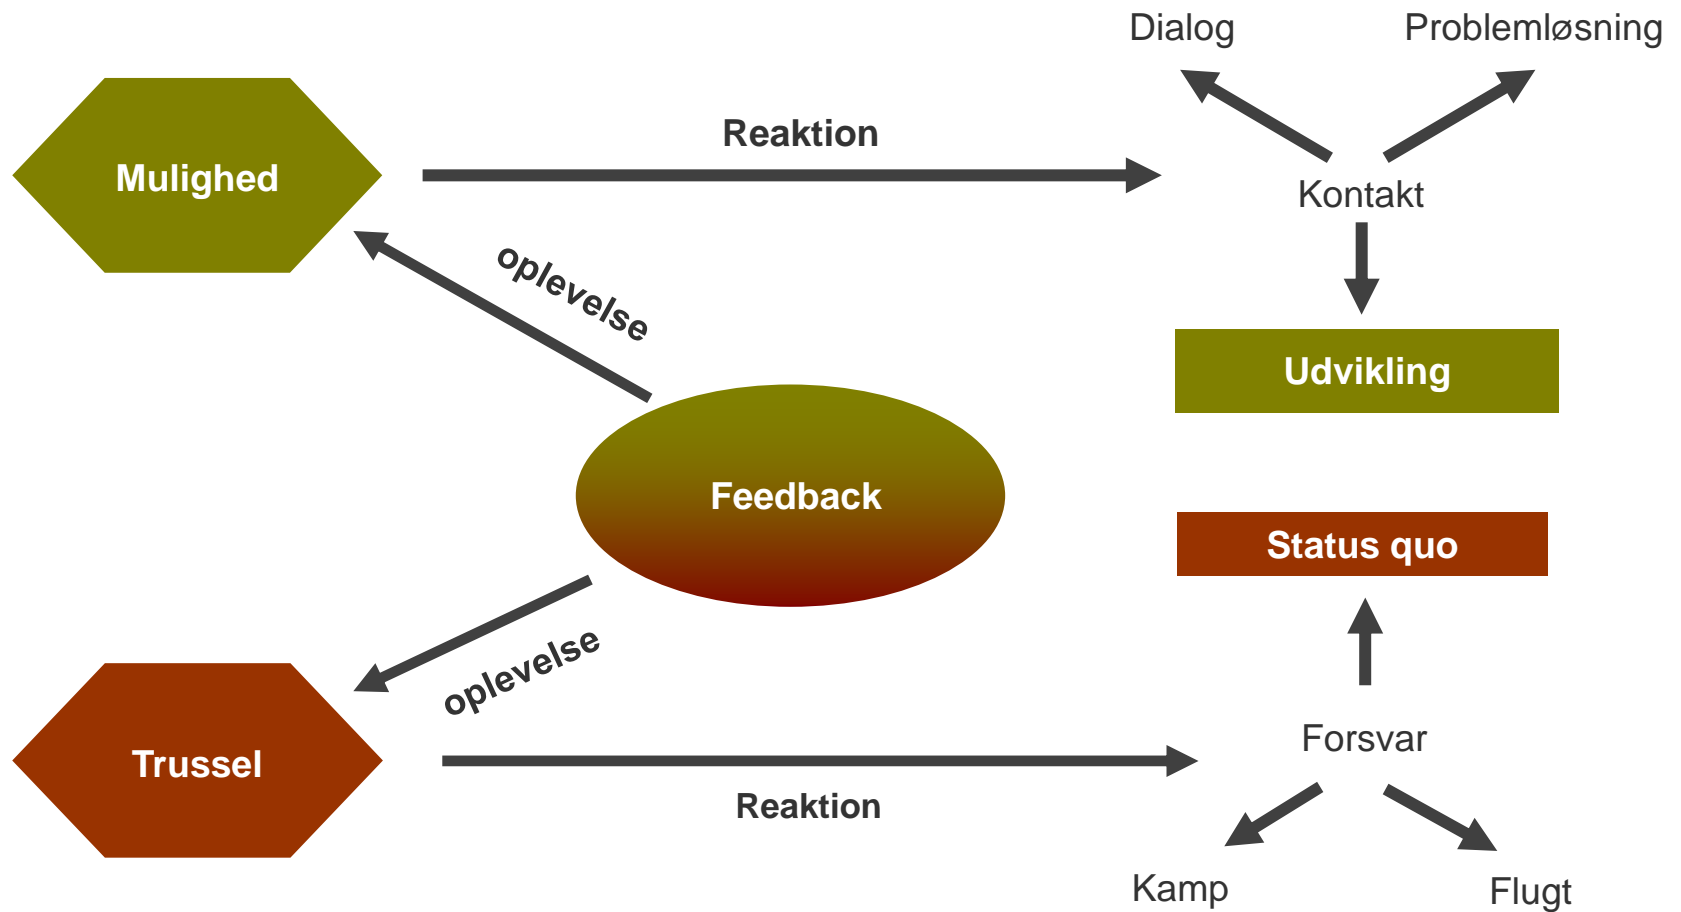 Dialog
Problemløsning
Reaktion
Mulighed
Kontakt
oplevelse
Udvikling
Feedback
Status quo
oplevelse
Forsvar
Trussel
Reaktion
Kamp
Flugt